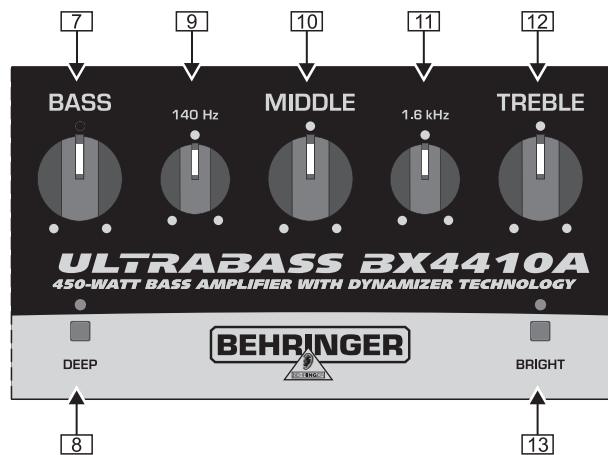 7 9 10 11 12
BASS 140 Hz MIDDLE 1.6 kHz TREBLE
ULTRABASS BX4410A
450-WATT BASS AMPLIFIER WITH DYNAMIZER TECHNOLOGY
BEHRINGER
DEEP BRIGHT
BEHRINGER
8 13